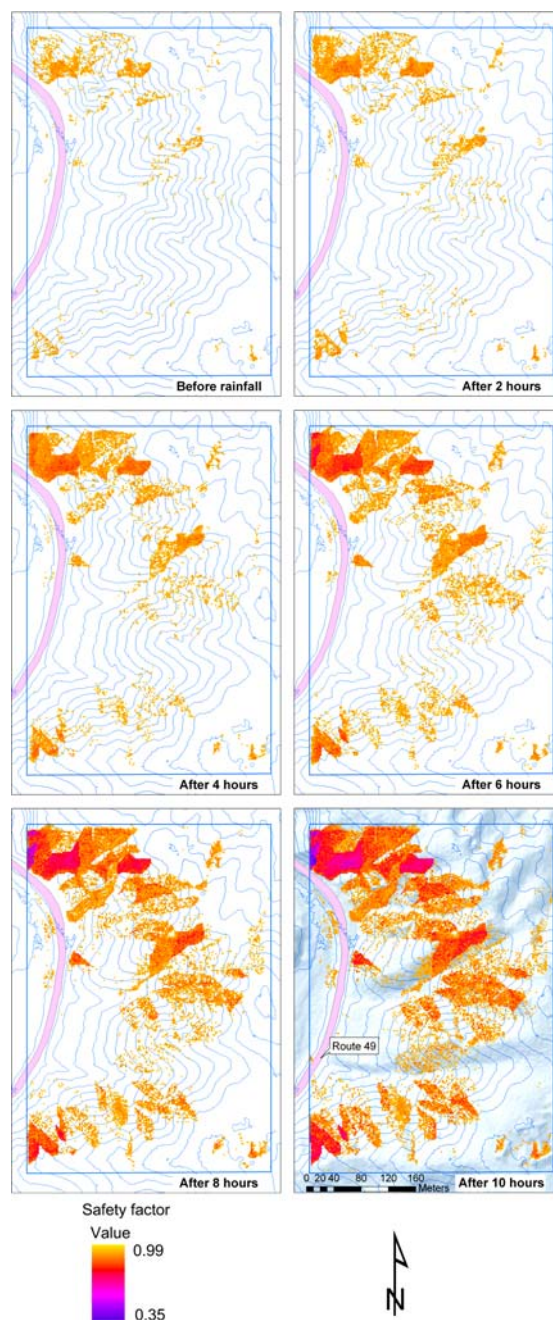 Before rainfall
After 2 hours
After 4 hours
After 6 hours
After 8 hours
Route 49
0 20 40 80 120 160
Meters
After 10 hours
Safety factor
Value
0.99
0.35
N